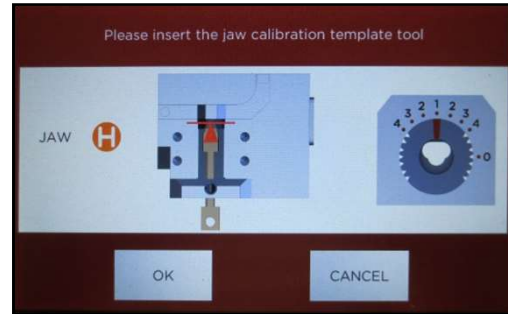 Please insert the jaw calibration template tool
JAW H
4 3 2 1 2 3 4 0
OK
CANCEL